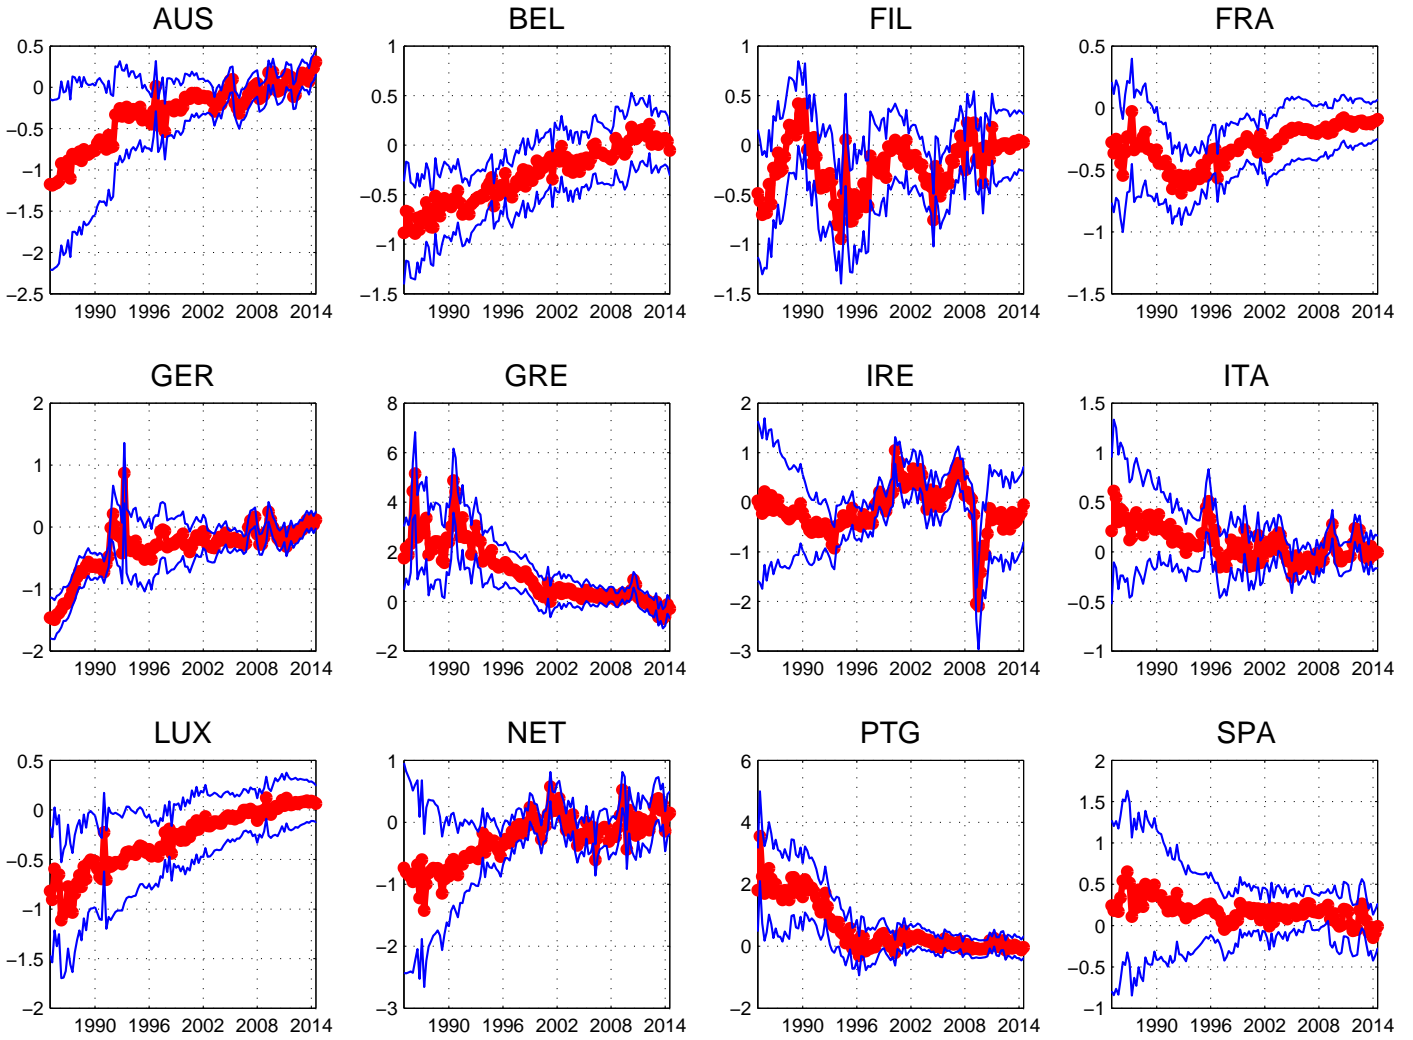 AUS BEL FIL FRA
0.5 1 1 0.5
0 0.5 0.5 0
−0.5 0 0 −0.5
−1 −0.5 −0.5 −1
−1.5 −1 −1 −1.5
−2
−2.5 −1.5 −1.5
1990 1996 2002 2008 2014 1990 1996 2002 2008 2014 1990 1996 2002 2008 2014 1990 1996 2002 2008 2014
GER GRE IRE ITA
2 8 2 1.5
1 6 1 1
0 4 0 0.5
−1 2 −1 0
−2 0 −2 −0.5
−2 −3 −1
1990 1996 2002 2008 2014 1990 1996 2002 2008 2014 1990 1996 2002 2008 2014 1990 1996 2002 2008 2014
LUX NET PTG SPA
0.5 1 6 2
0 0 4 1.5
−0.5 −1 2 1
−1 −2 0 0.5
−1.5 −3 −2 0
−2 −0.5
−1
1990 1996 2002 2008 2014 1990 1996 2002 2008 2014 1990 1996 2002 2008 2014 1990 1996 2002 2008 2014